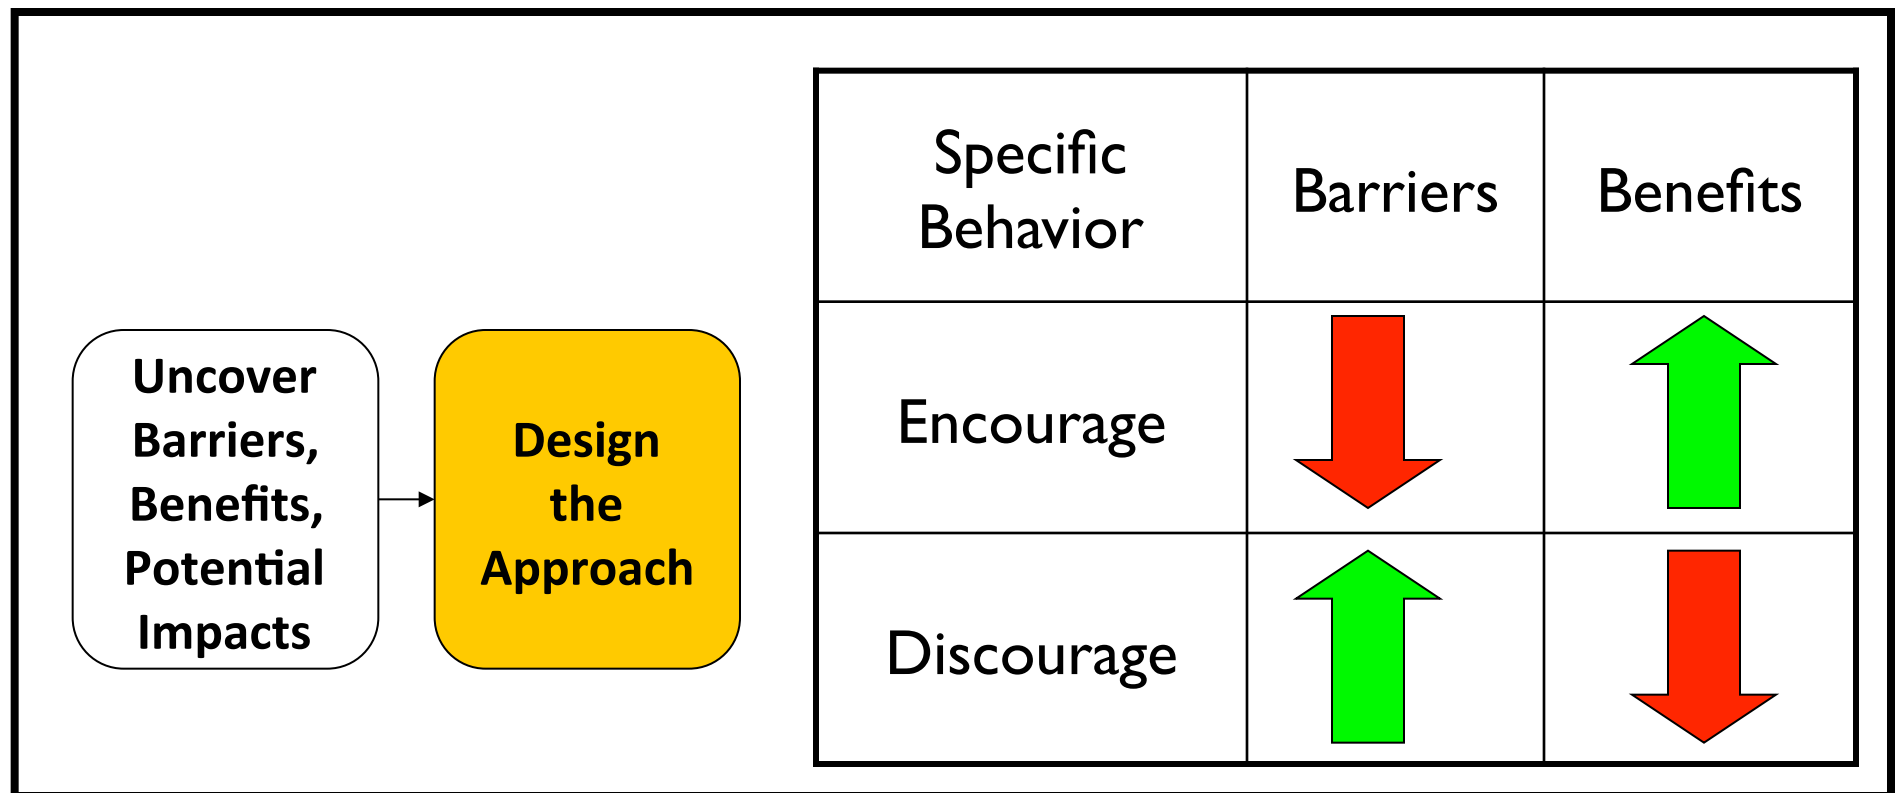 Uncover
Barriers,
Benefits,
Potential
Impacts
Design
the
Approach
Specific
Behavior
Barriers
Benefits
Encourage
Discourage